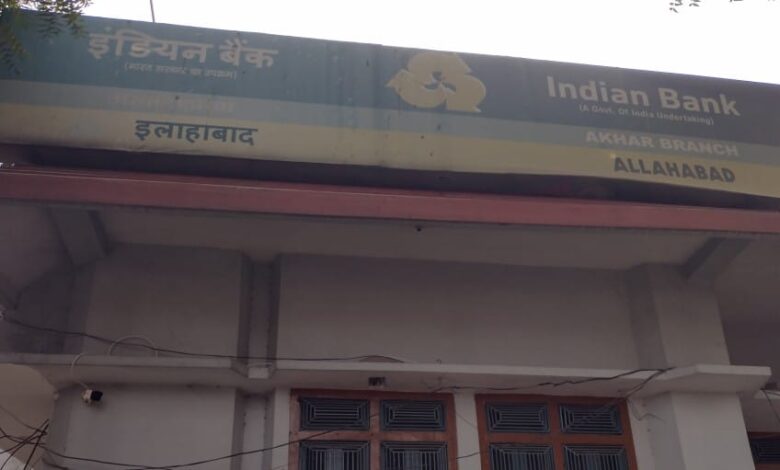 इंडियन बैंक
(भारत सरकार का उपक्रम)
इलाहाबाद
Indian Bank
(A Govt. Of India Undertaking)
AKHAR BRANCH
ALLAHABAD